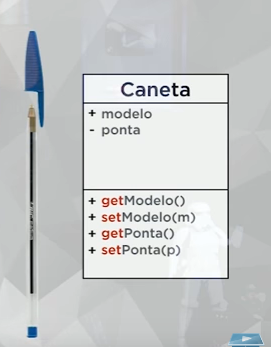 Caneta
+ modelo
- ponta
+ getModelo()
+ setModelo(m)
+ getPonta()
+ setPonta(p)